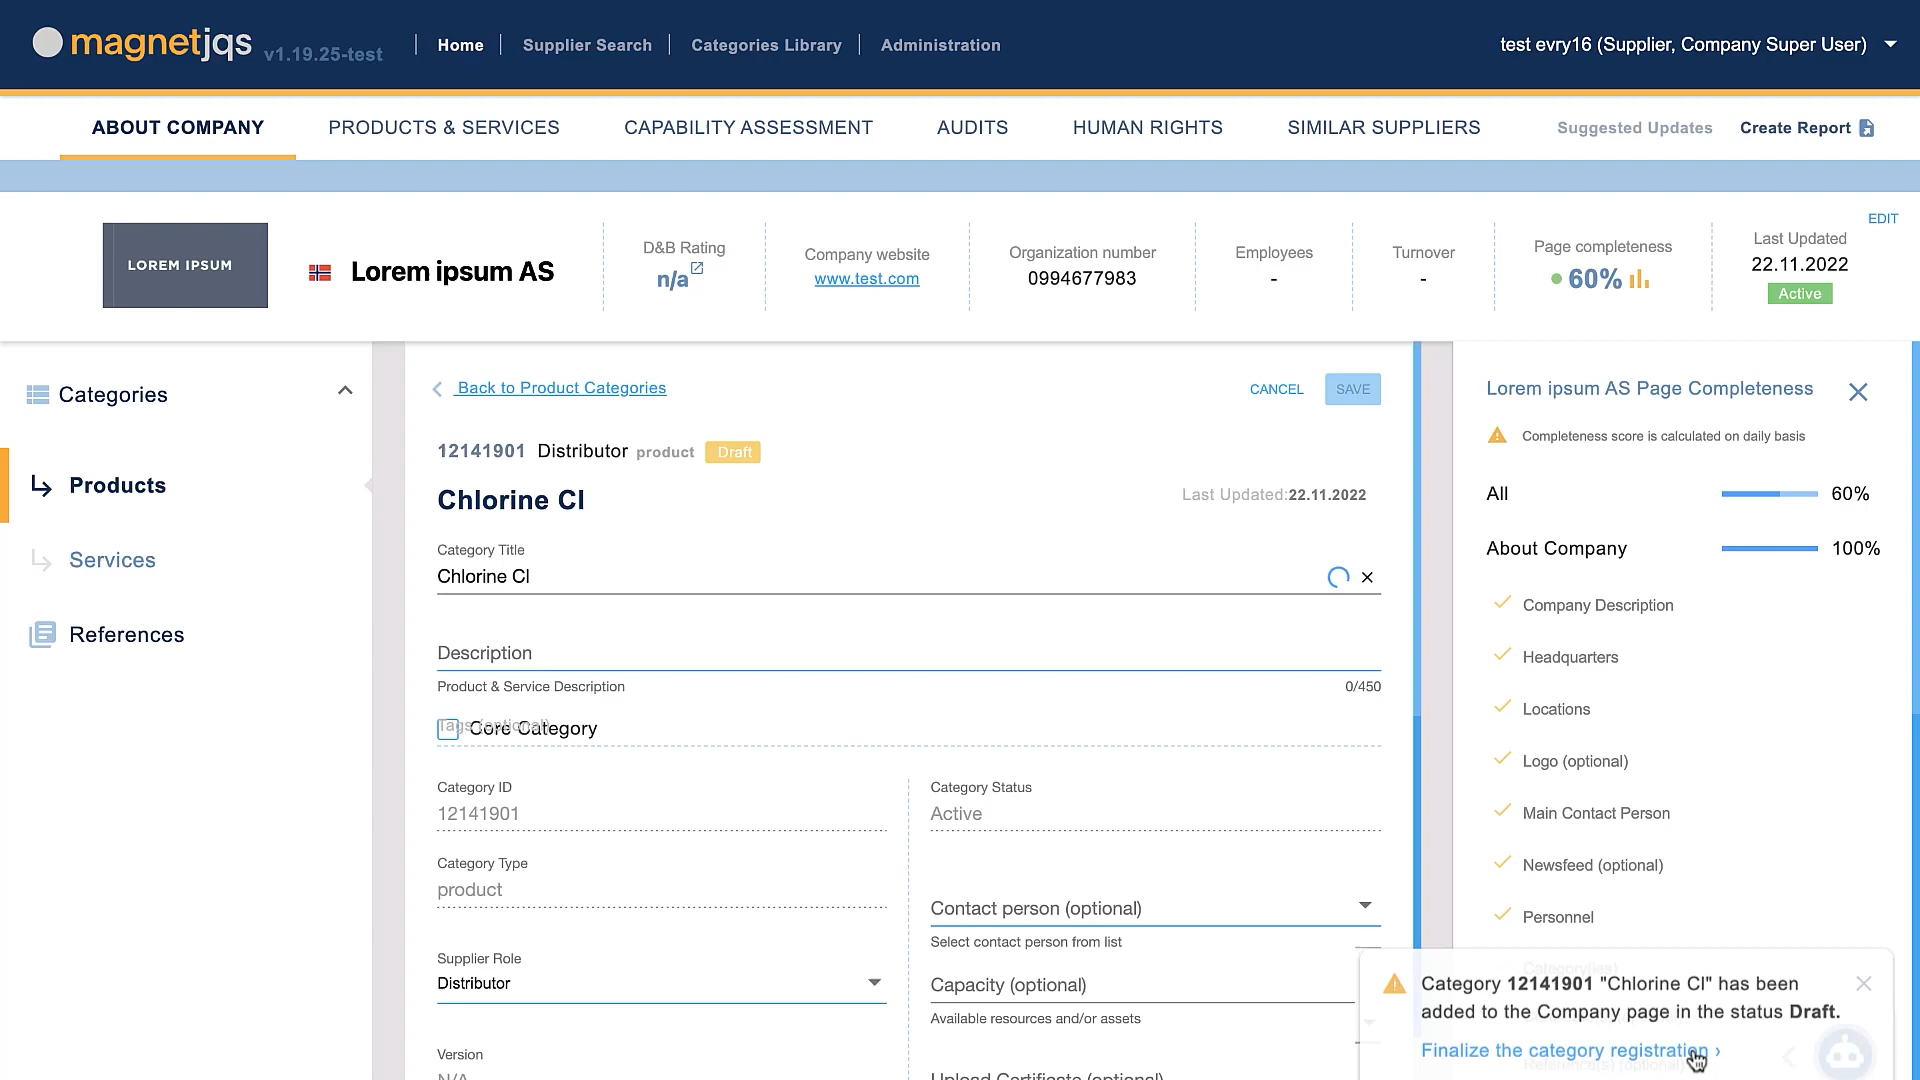 magnetjqs v1.19.25-test
Home
Supplier Search
Categories Library
Administration
test evry16 (Supplier, Company Super User)
ABOUT COMPANY
PRODUCTS & SERVICES
CAPABILITY ASSESSMENT
AUDITS
HUMAN RIGHTS
SIMILAR SUPPLIERS
Suggested Updates
Create Report
EDIT
LOREM IPSUM
Lorem ipsum AS
D&B Rating
n/a
Company website
www.test.com
Organization number
0994677983
Employees
-
Turnover
-
Page completeness
60%
Last Updated
22.11.2022
Active
Categories
Products
Services
References
Back to Product Categories
CANCEL
SAVE
12141901 Distributor product Draft
Chlorine Cl
Last Updated:22.11.2022
Category Title
Chlorine Cl
Description
Product & Service Description
0/450
Tags (optional)
Core Category
Category ID
12141901
Category Status
Active
Category Type
product
Contact person (optional)
Select contact person from list
Supplier Role
Distributor
Capacity (optional)
Available resources and/or assets
Version
N/A
Upload Certificate (optional)
Lorem ipsum AS Page Completeness
Completeness score is calculated on daily basis
All
60%
About Company
100%
Company Description
Headquarters
Locations
Logo (optional)
Main Contact Person
Newsfeed (optional)
Personnel
Category 12141901 "Chlorine Cl" has been
added to the Company page in the status Draft.
Finalize the category registration ›